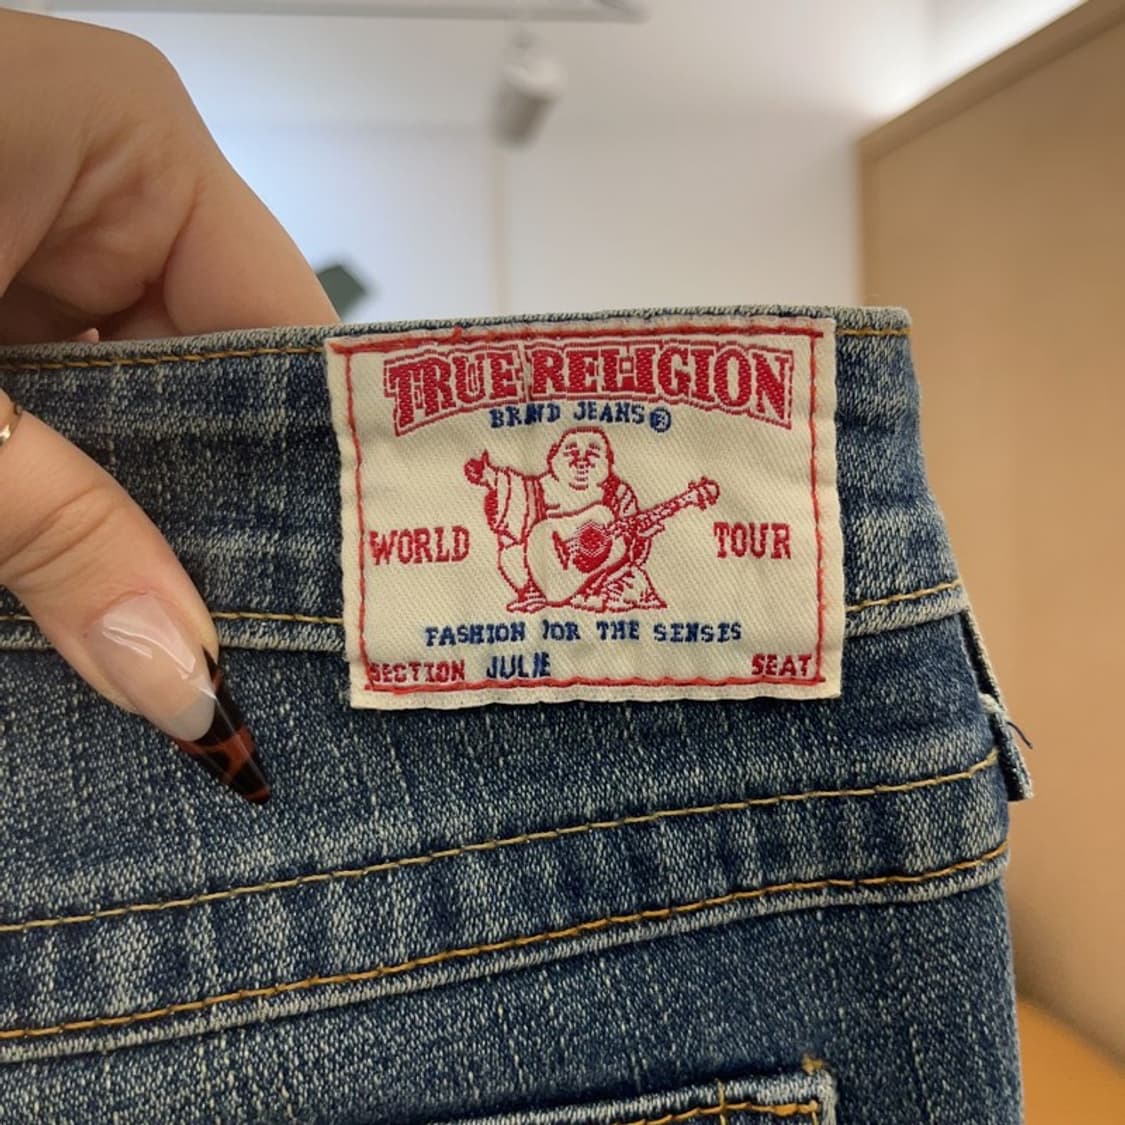 TRUE RELIGION
BRAND JEANS®
WORLD TOUR
FASHION FOR THE SENSES
SECTION JULIE SEAT